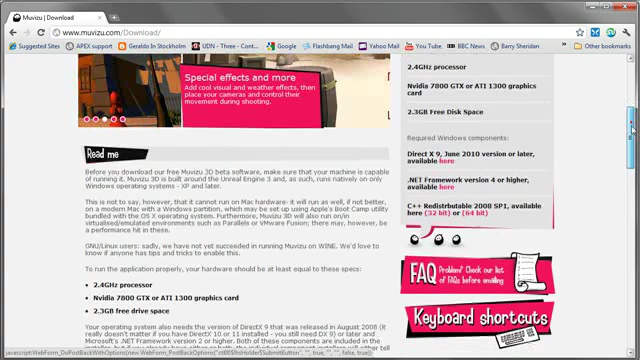 Muvizu | Download
www.muvizu.com/Download/
Suggested Sites
APEX support
Geraldo In Stockholm
UDN - Three - Cont...
Google
Flashbang Mail
Yahoo Mail
You Tube
BBC News
Barry Sheridan
Other bookmarks
Special effects and more
Add cool visual and weather effects, then
place your cameras and control their
movement during shooting.
2.4GHz processor
Nvidia 7800 GTX or ATI 1300 graphics
card
2.3GB Free Disk Space
Required Windows components:
Direct X 9, June 2010 version or later,
available here
.NET Framework version 4 or higher,
available here
C++ Redistrubutable 2008 SP1, available
here (32 bit) or (64 bit)
Read me
Before you download our free Muvizu 3D beta software, make sure that your machine is capable
of running it. Muvizu 3D is built around the Unreal Engine 3 and, as such, runs natively on only
Windows operating systems - XP and later.
This is not to say, however, that it cannot run on Mac hardware- it will run as well, if not better,
on a modern Mac with a Windows partition, which may be set up using Apple's Boot Camp utility
bundled with the OS X operating system. Furthermore, Muvizu 3D will also run on/in
virtualised/emulated environments such as Parallels or VMware Fusion; there may, however, be
a performance hit in these.
GNU/Linux users: sadly, we have not yet succeeded in running Muvizu on WINE. We'd love to
know if anyone has tips and tricks to enable this.
To run the application properly, your hardware should be at least equal to these specs:
2.4GHz processor
Nvidia 7800 GTX or ATI 1300 graphics card
2.3GB free drive space
Your operating system also needs the version of DirectX 9 that was released in August 2008 (it
really doesn't matter if you have DirectX 10 or 11 installed - you still need DX 9) or later and
Microsoft's .NET Framework version 2 or higher. Both of these components are included in the
FAQ
Problems? Check our list
of FAQs before emailing
Keyboard shortcuts